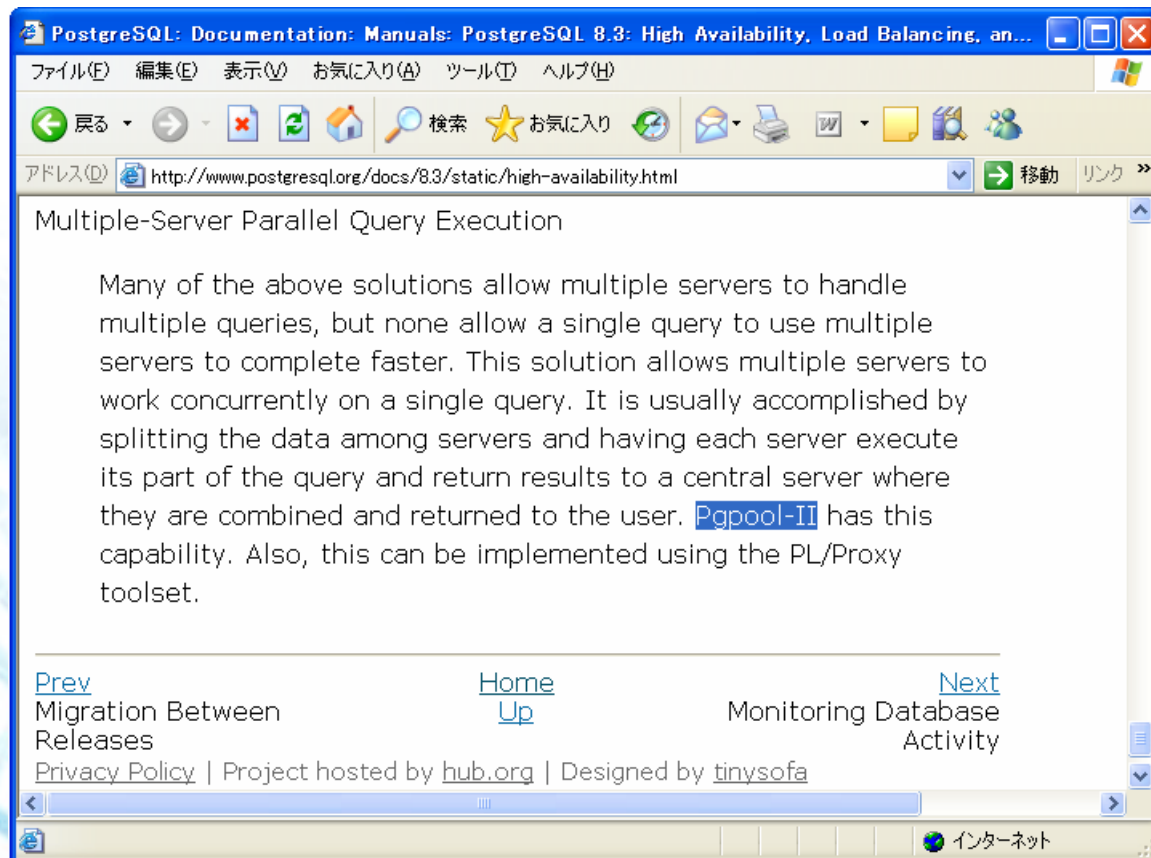 PostgreSQL: Documentation: Manuals: PostgreSQL 8.3: High Availability, Load Balancing, an...
ファイル(F) 編集(E) 表示(V) お気に入り(A) ツール(T) ヘルプ(H)
戻る 検索 お気に入り
アドレス(D) http://www.postgresql.org/docs/8.3/static/high-availability.html 移動 リンク »
Multiple-Server Parallel Query Execution
Many of the above solutions allow multiple servers to handle
multiple queries, but none allow a single query to use multiple
servers to complete faster. This solution allows multiple servers to
work concurrently on a single query. It is usually accomplished by
splitting the data among servers and having each server execute
its part of the query and return results to a central server where
they are combined and returned to the user. Pgpool-II has this
capability. Also, this can be implemented using the PL/Proxy
toolset.
Prev Home Next
Migration Between Up Monitoring Database
Releases Activity
Privacy Policy | Project hosted by hub.org | Designed by tinysofa
インターネット